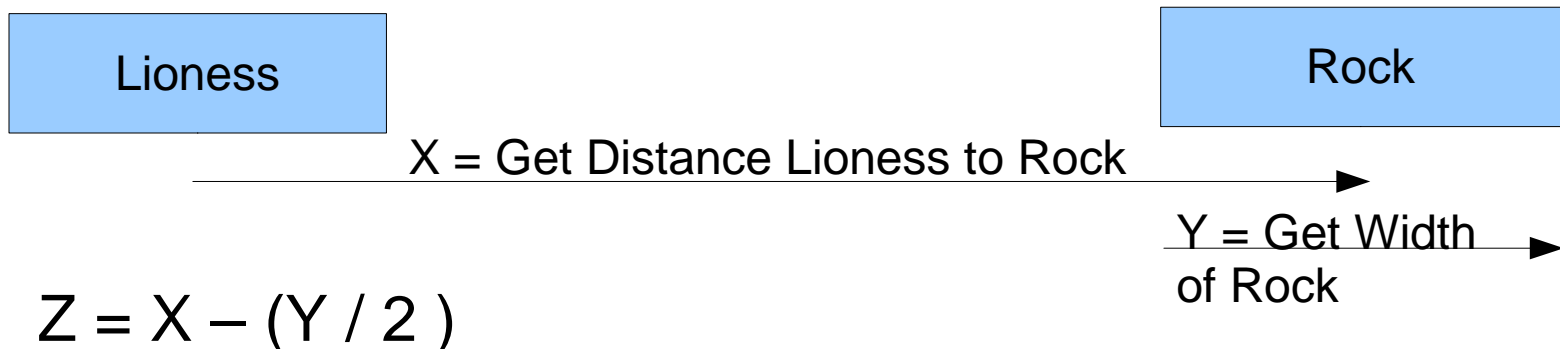 Lioness
Rock
X = Get Distance Lioness to Rock
Y = Get Width
of Rock
Z = X – (Y / 2 )